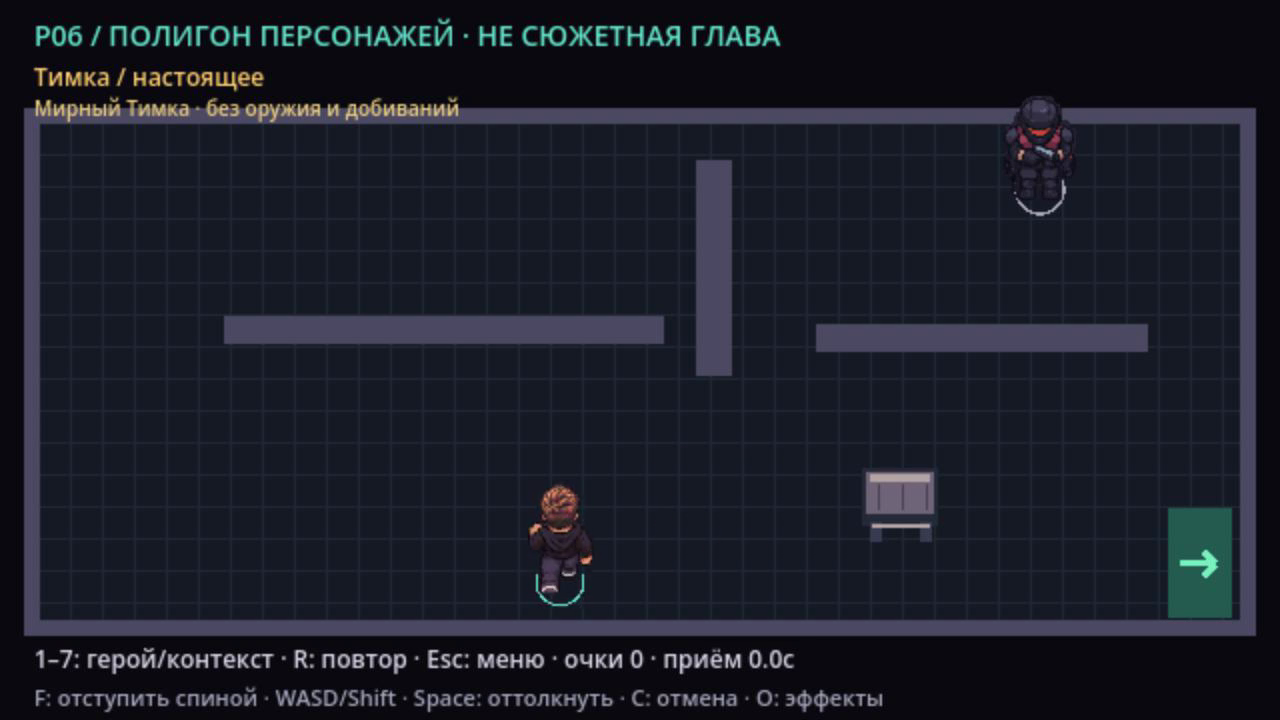 P06 / ПОЛИГОН ПЕРСОНАЖЕЙ · НЕ СЮЖЕТНАЯ ГЛАВА
Тимка / настоящее
Мирный Тимка · без оружия и добиваний
→
1–7: герой/контекст · R: повтор · Esc: меню · очки 0 · приём 0.0с
F: отступить спиной · WASD/Shift · Space: оттолкнуть · C: отмена · O: эффекты